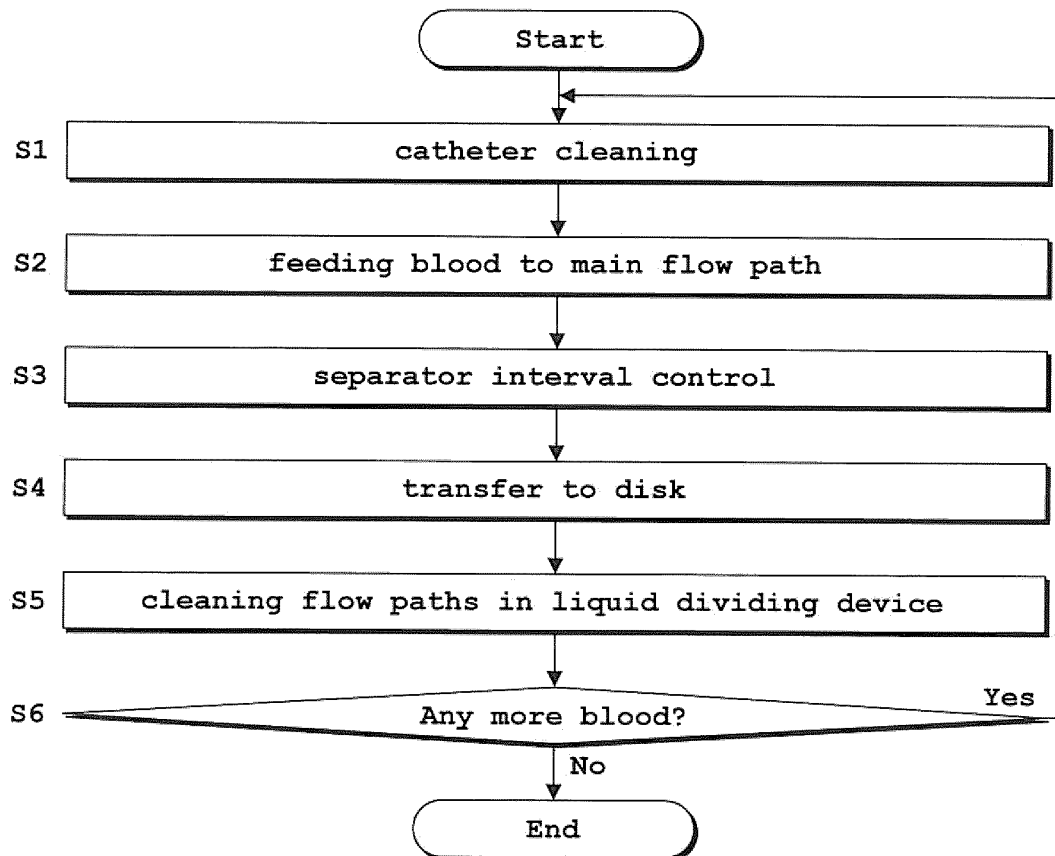 Start
S1 catheter cleaning
S2 feeding blood to main flow path
S3 separator interval control
S4 transfer to disk
S5 cleaning flow paths in liquid dividing device
S6 Any more blood? Yes
No
End